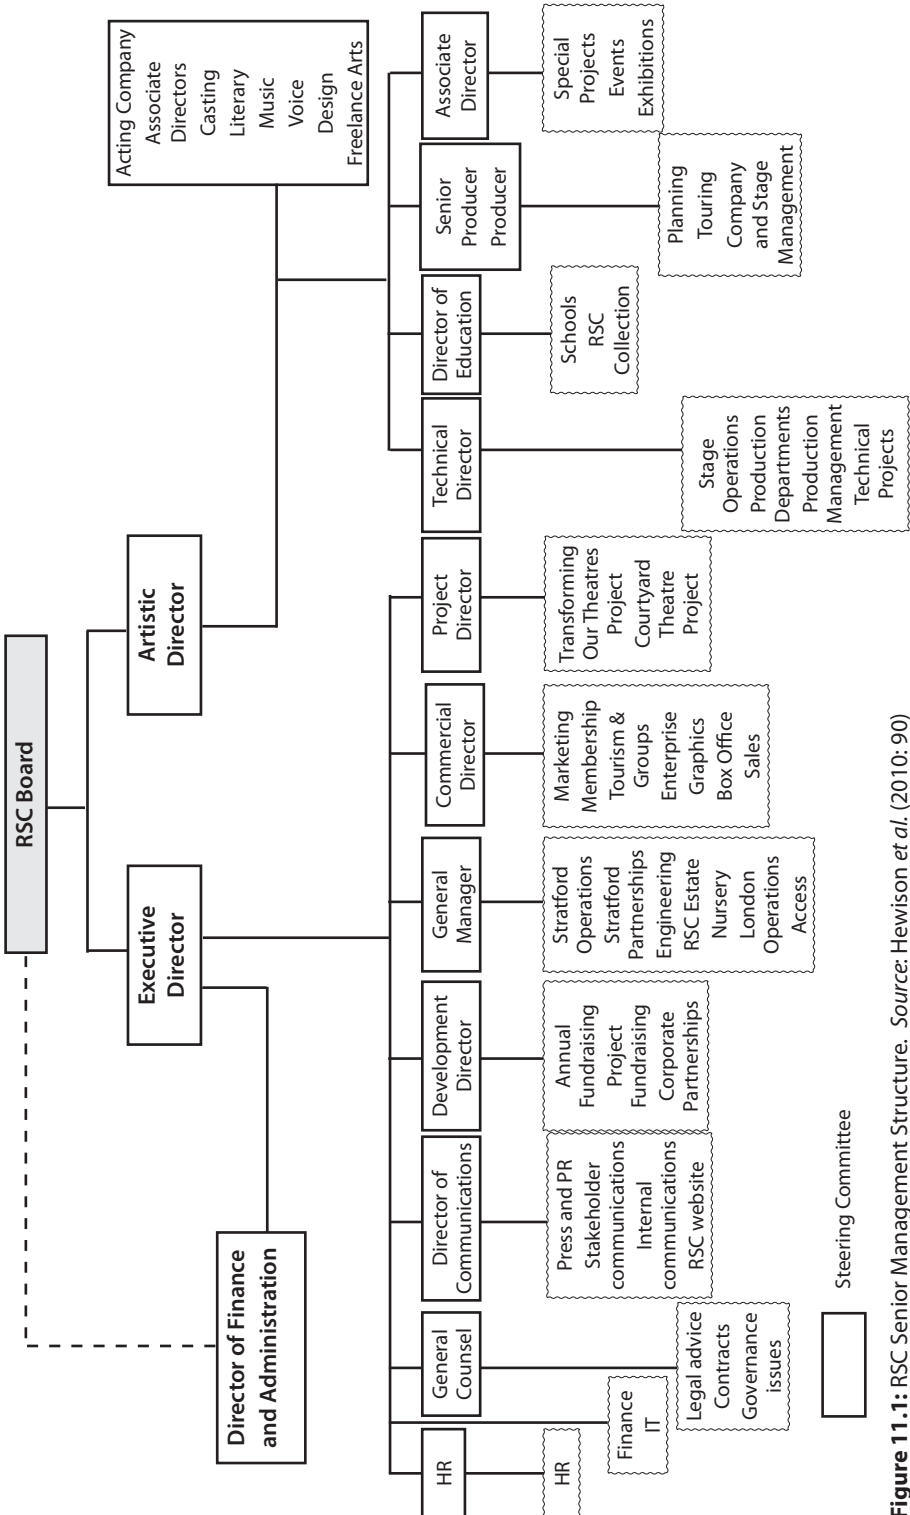 RSC Board
Executive
Director
Artistic
Director
Director of Finance
and Administration
Acting Company
Associate
Directors
Casting
Literary
Music
Voice
Design
Freelance Arts
HR
General
Counsel
Director of
Communications
Development
Director
General
Manager
Commercial
Director
Project
Director
Technical
Director
Director of
Education
Senior
Producer
Producer
Associate
Director
HR
Finance
IT
Legal advice
Contracts
Governance
issues
Press and PR
Stakeholder
communications
Internal
communications
RSC website
Annual
Fundraising
Project
Fundraising
Corporate
Partnerships
Stratford
Operations
Stratford
Partnerships
Engineering
RSC Estate
Nursery
London
Operations
Access
Marketing
Membership
Tourism &
Groups
Enterprise
Graphics
Box Office
Sales
Transforming
Our Theatres
Project
Courtyard
Theatre
Project
Stage
Operations
Production
Departments
Production
Management
Technical
Projects
Schools
RSC
Collection
Planning
Touring
Company
and Stage
Management
Special
Projects
Events
Exhibitions
Steering Committee
Figure 11.1: RSC Senior Management Structure. Source: Hewison et al. (2010: 90)